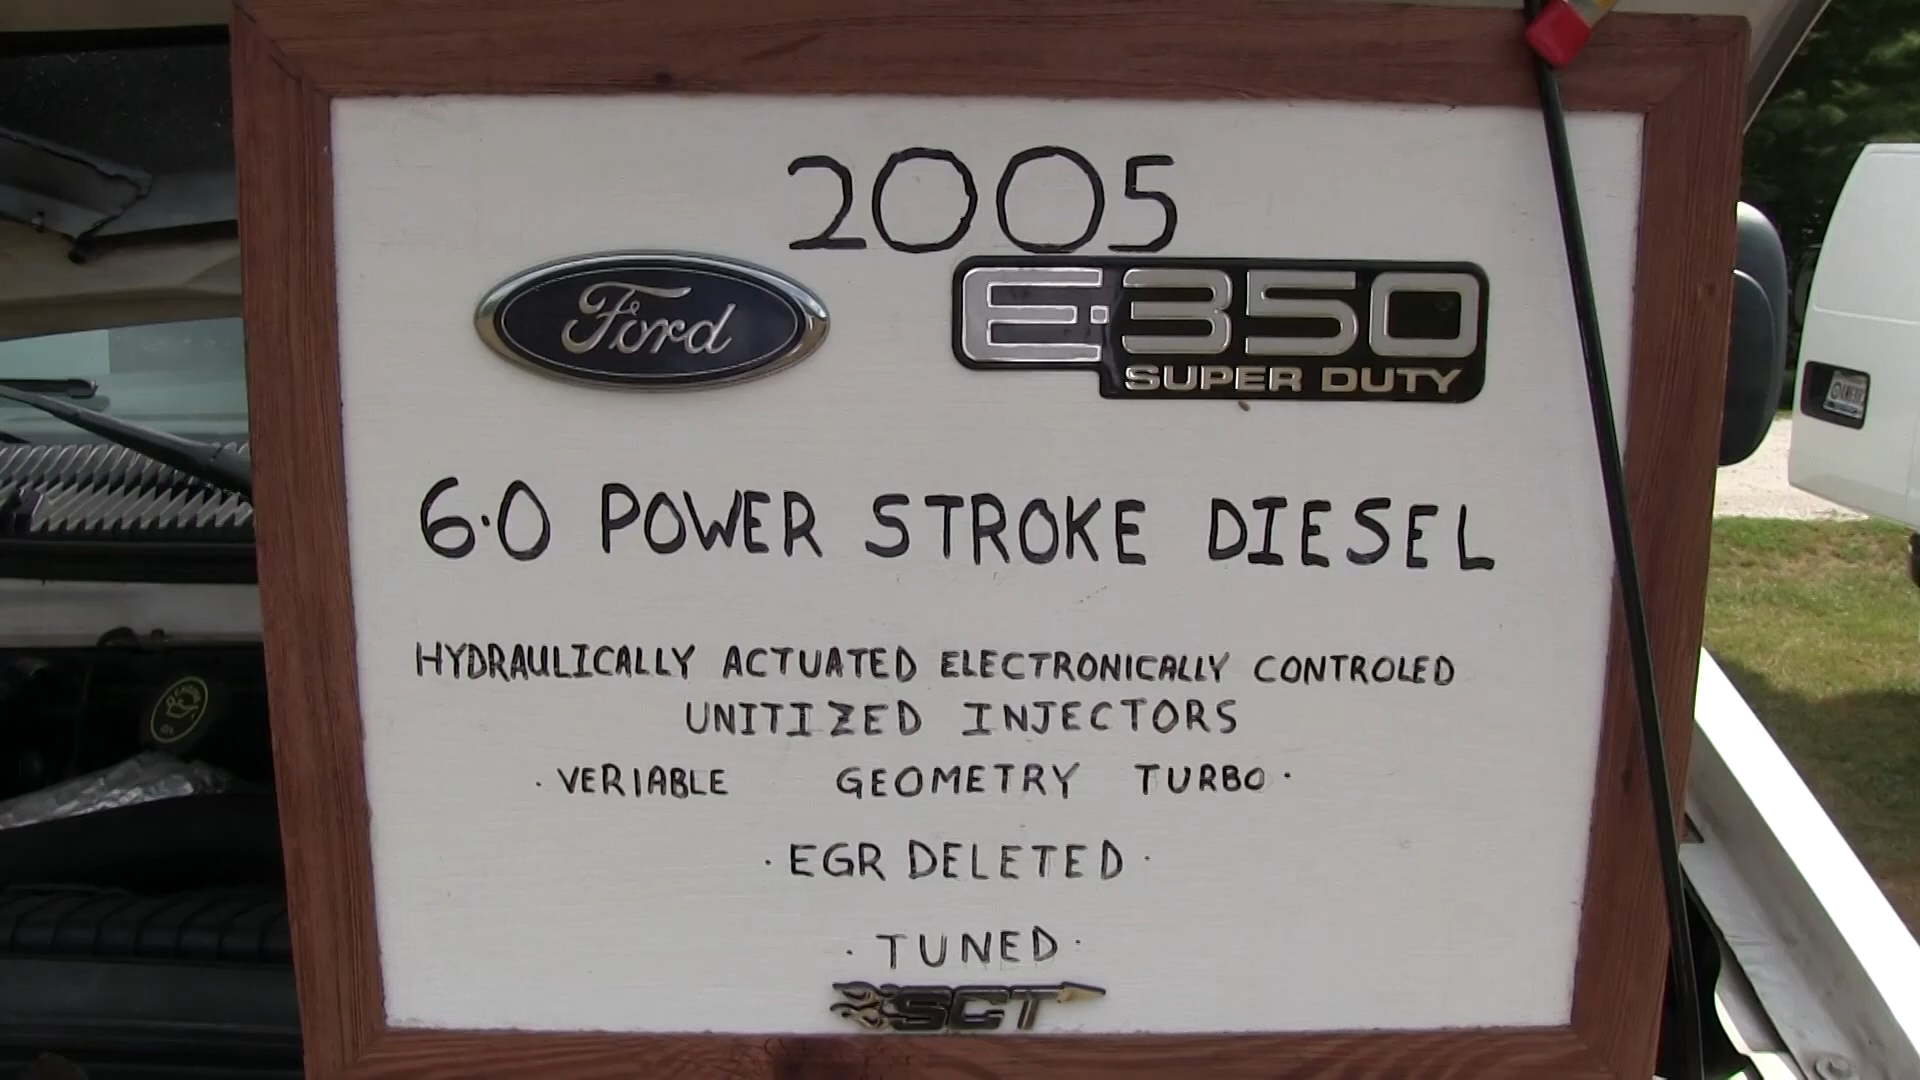 2005
Ford E-350
SUPER DUTY
6.0 POWER STROKE DIESEL
HYDRAULICALLY ACTUATED ELECTRONICALLY CONTROLED
UNITIZED INJECTORS
· VERIABLE GEOMETRY TURBO ·
· EGR DELETED ·
· TUNED ·
SCT